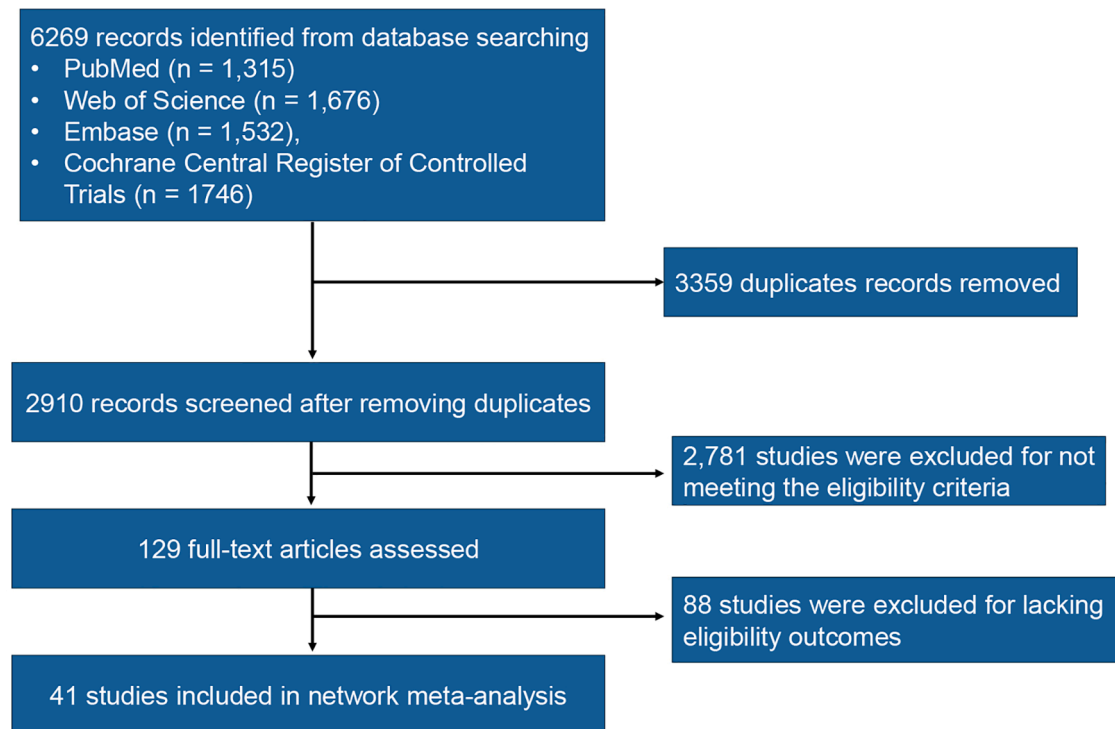 6269 records identified from database searching
• PubMed (n = 1,315)
• Web of Science (n = 1,676)
• Embase (n = 1,532),
• Cochrane Central Register of Controlled
Trials (n = 1746)
3359 duplicates records removed
2910 records screened after removing duplicates
2,781 studies were excluded for not
meeting the eligibility criteria
129 full-text articles assessed
88 studies were excluded for lacking
eligibility outcomes
41 studies included in network meta-analysis